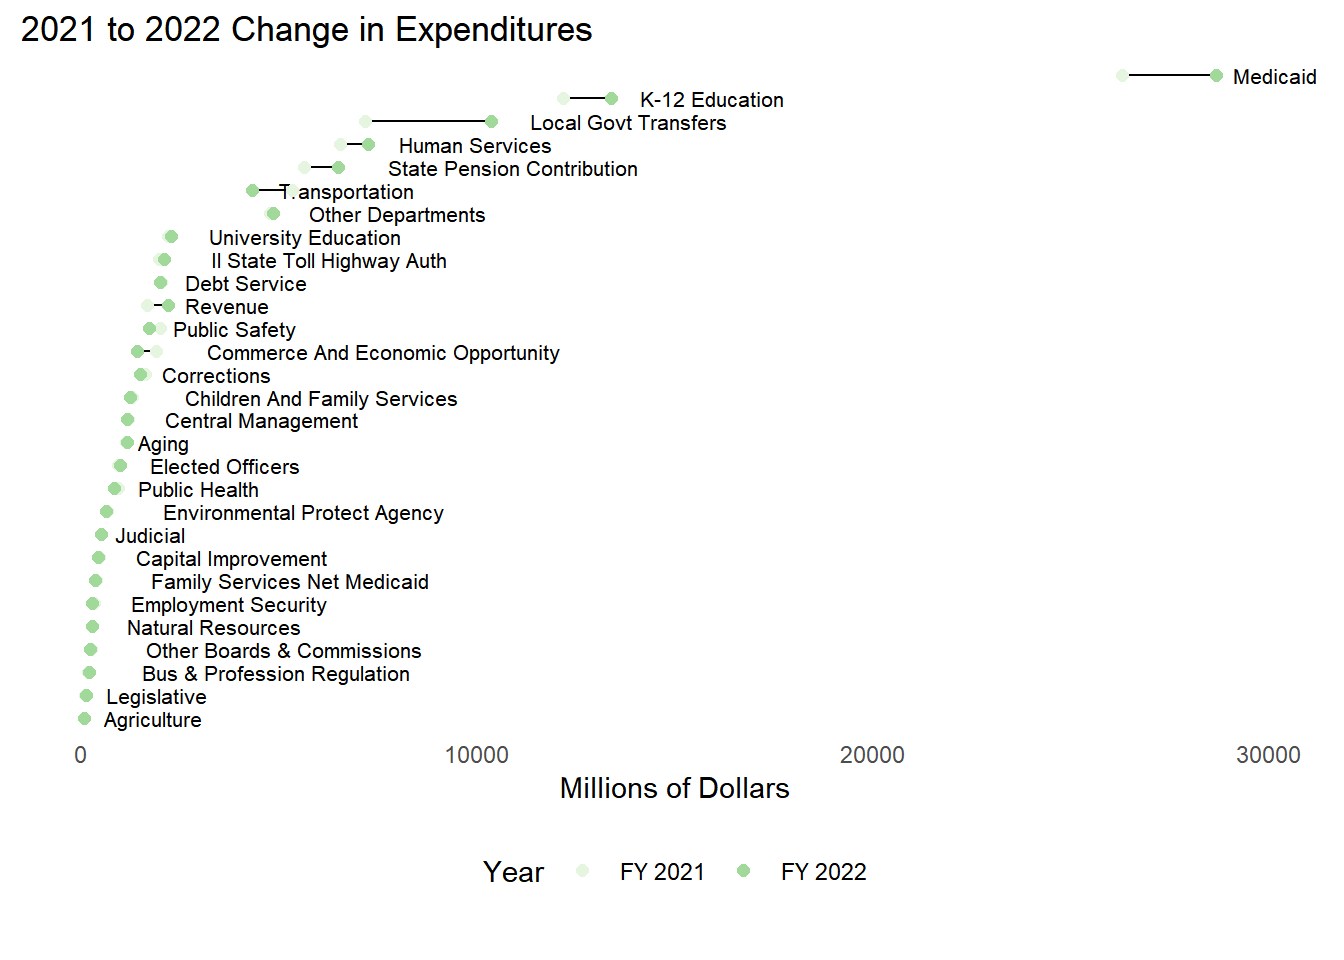 2021 to 2022 Change in Expenditures
Medicaid
K-12 Education
Local Govt Transfers
Human Services
State Pension Contribution
Transportation
Other Departments
University Education
Il State Toll Highway Auth
Debt Service
Revenue
Public Safety
Commerce And Economic Opportunity
Corrections
Children And Family Services
Central Management
Aging
Elected Officers
Public Health
Environmental Protect Agency
Judicial
Capital Improvement
Family Services Net Medicaid
Employment Security
Natural Resources
Other Boards & Commissions
Bus & Profession Regulation
Legislative
Agriculture
0 10000 20000 30000
Millions of Dollars
Year FY 2021 FY 2022